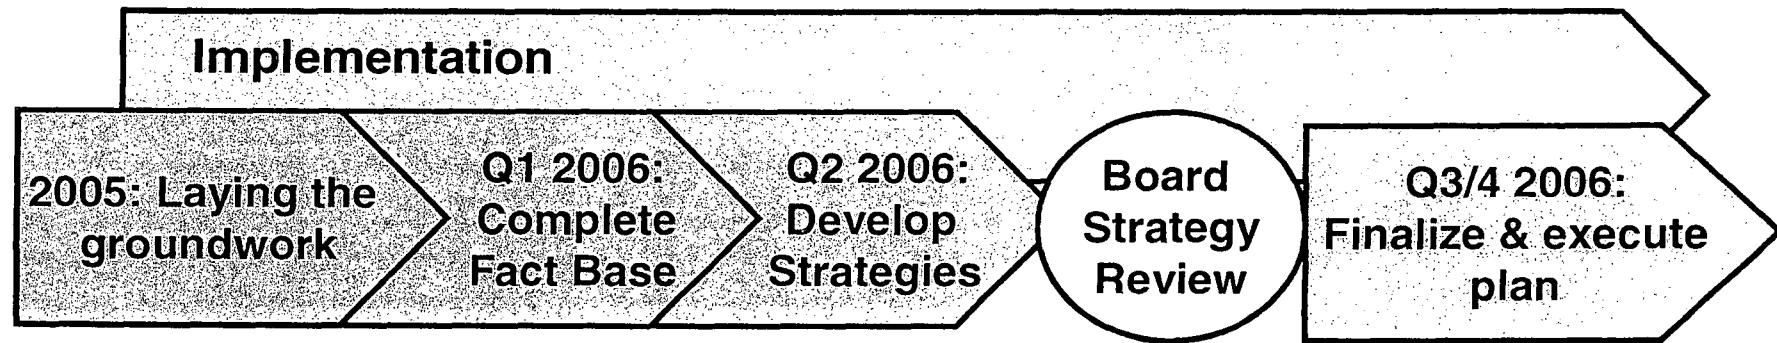 Implementation
2005: Laying the
groundwork
Q1 2006:
Complete
Fact Base
Q2 2006:
Develop
Strategies
Board
Strategy
Review
Q3/4 2006:
Finalize & execute
plan